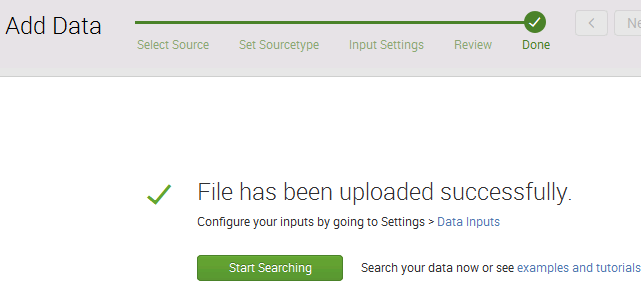 Add Data
Select Source Set Sourcetype Input Settings Review Done
< Ne
File has been uploaded successfully.
Configure your inputs by going to Settings > Data Inputs
Start Searching Search your data now or see examples and tutorials